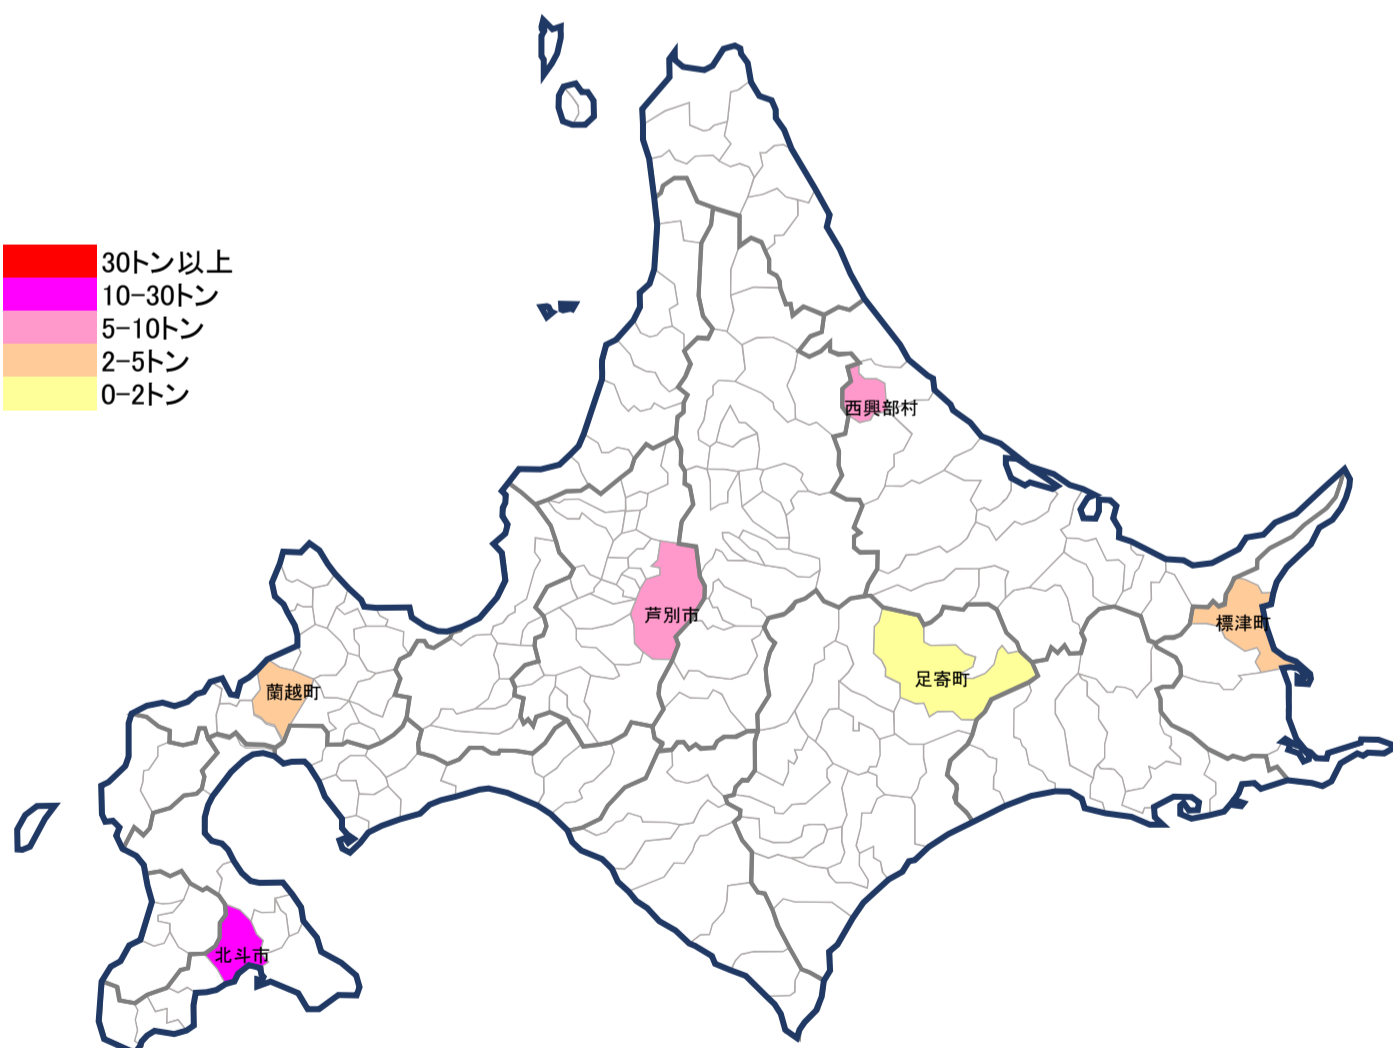 30トン以上
10-30トン
5-10トン
2-5トン
0-2トン
西興部村
芦別市
標津町
足寄町
蘭越町
北斗市